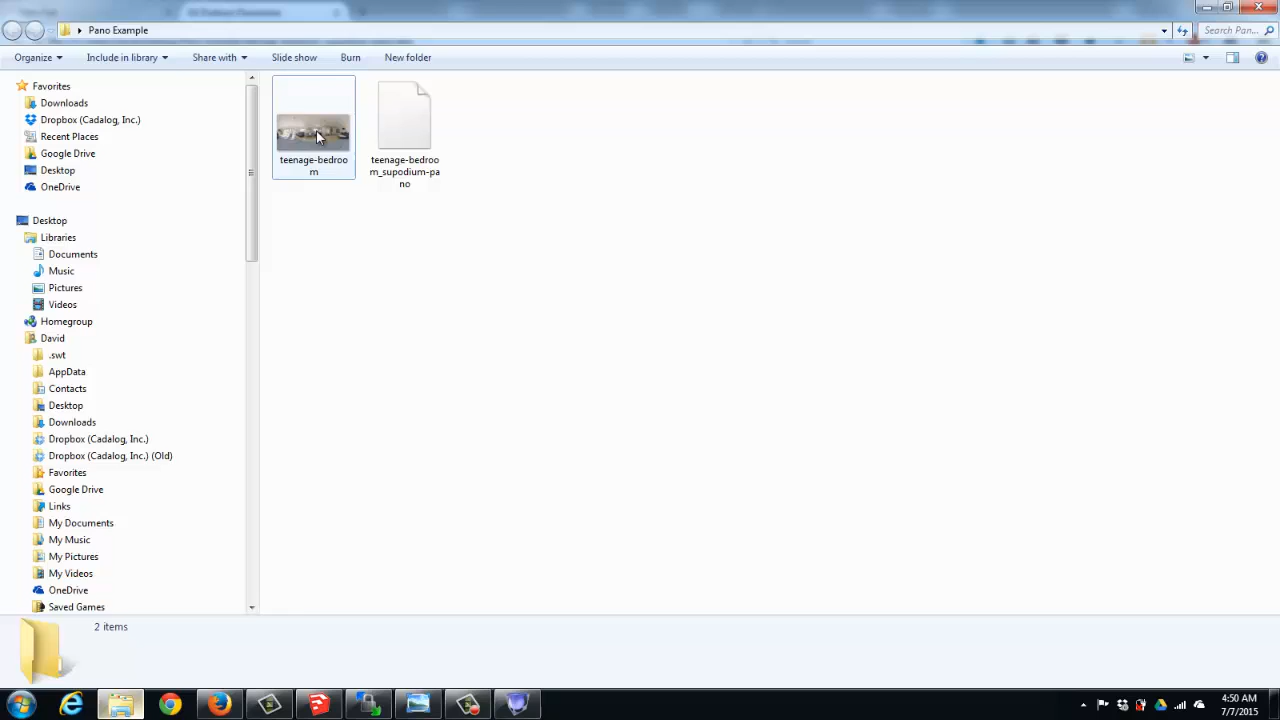 Pano Example
Search Pan...
Organize
Include in library
Share with
Slide show
Burn
New folder
Favorites
Downloads
Dropbox (Cadalog, Inc.)
Recent Places
Google Drive
Desktop
OneDrive
Desktop
Libraries
Documents
Music
Pictures
Videos
Homegroup
David
.swt
AppData
Contacts
Desktop
Downloads
Dropbox (Cadalog, Inc.)
Dropbox (Cadalog, Inc.) (Old)
Favorites
Google Drive
Links
My Documents
My Music
My Pictures
My Videos
OneDrive
Saved Games
teenage-bedroo
m
teenage-bedroo
m_supodium-pa
no
2 items
4:50 AM
7/7/2015